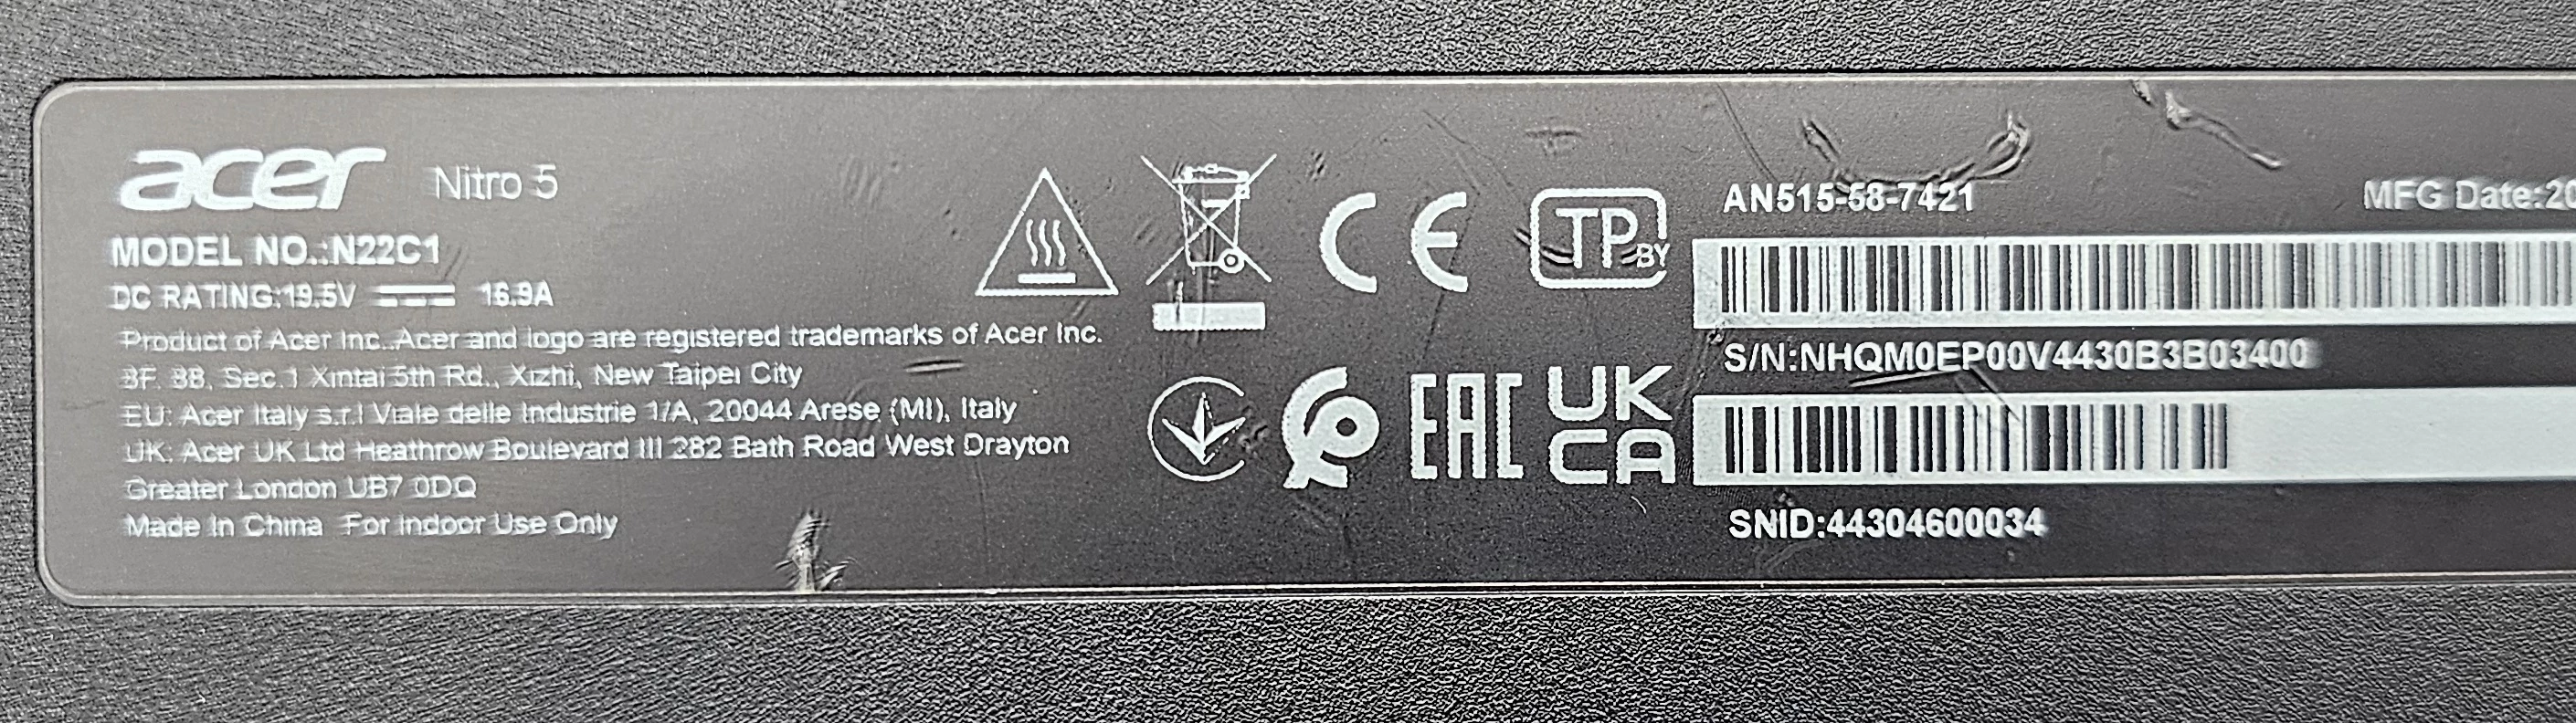 acer Nitro 5
MODEL NO.:N22C1
DC RATING:19.5V 16.9A
Product of Acer Inc..Acer and logo are registered trademarks of Acer Inc.
8F, 88, Sec.1 Xintai 5th Rd., Xizhi, New Taipei City
EU: Acer Italy s.r.l Viale delle Industrie 1/A, 20044 Arese (MI), Italy
UK: Acer UK Ltd Heathrow Boulevard III 282 Bath Road West Drayton
Greater London UB7 0DQ
Made In China For Indoor Use Only
CE
TP BY
EAC
UK
CA
AN515-58-7421
MFG Date:20
S/N:NHQM0EP00V4430B3B03400
SNID:44304600034